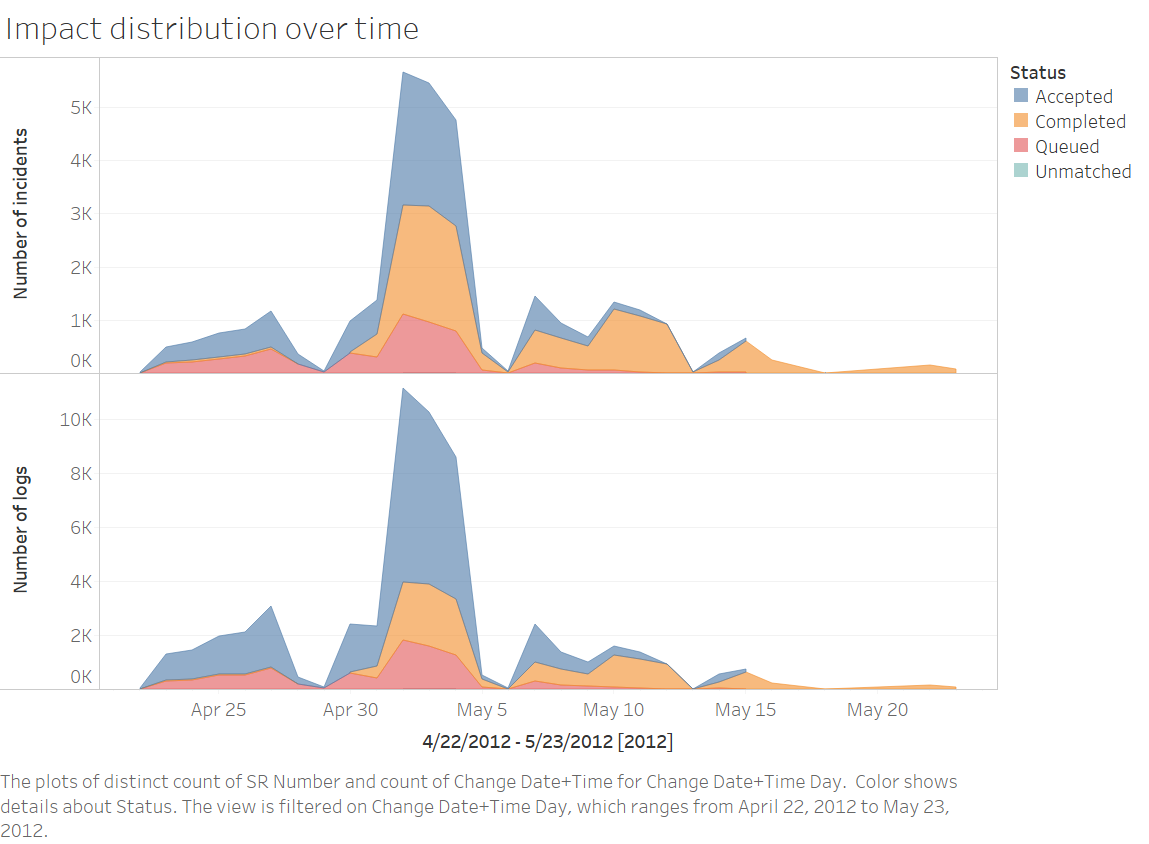 Impact distribution over time
Status
Accepted
Completed
Queued
Unmatched
Number of incidents
5K
4K
3K
2K
1K
0K
Number of logs
10K
8K
6K
4K
2K
0K
Apr 25
Apr 30
May 5
May 10
May 15
May 20
4/22/2012 - 5/23/2012 [2012]
The plots of distinct count of SR Number and count of Change Date+Time for Change Date+Time Day.  Color shows
details about Status. The view is filtered on Change Date+Time Day, which ranges from April 22, 2012 to May 23,
2012.